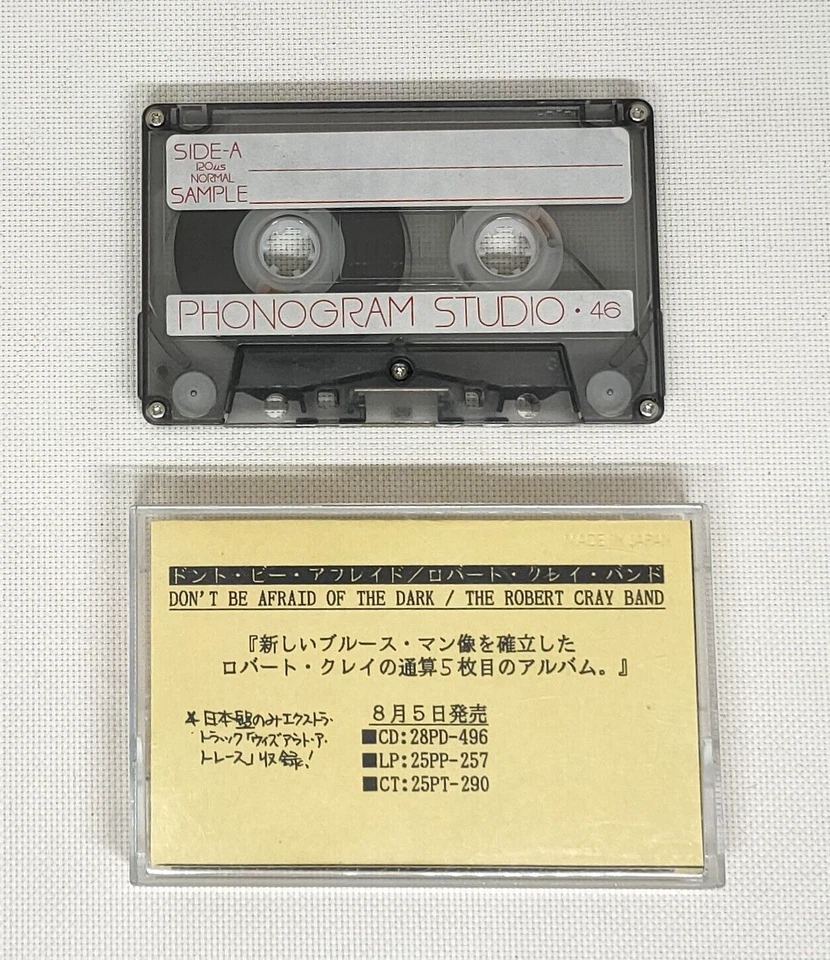 SIDE-A
120μs
NORMAL
SAMPLE
PHONOGRAM STUDIO・46
MADE IN JAPAN
ドント・ビー・アフレイド/ロバート・クレイ・バンド
DON'T BE AFRAID OF THE DARK / THE ROBERT CRAY BAND
『新しいブルース・マン像を確立した
ロバート・クレイの通算5枚目のアルバム。』
* 日本盤のみエクストラ・
トラック「ウィズアウト・ア・
トレース」収録!
8月5日発売
■CD:28PD-496
■LP:25PP-257
■CT:25PT-290